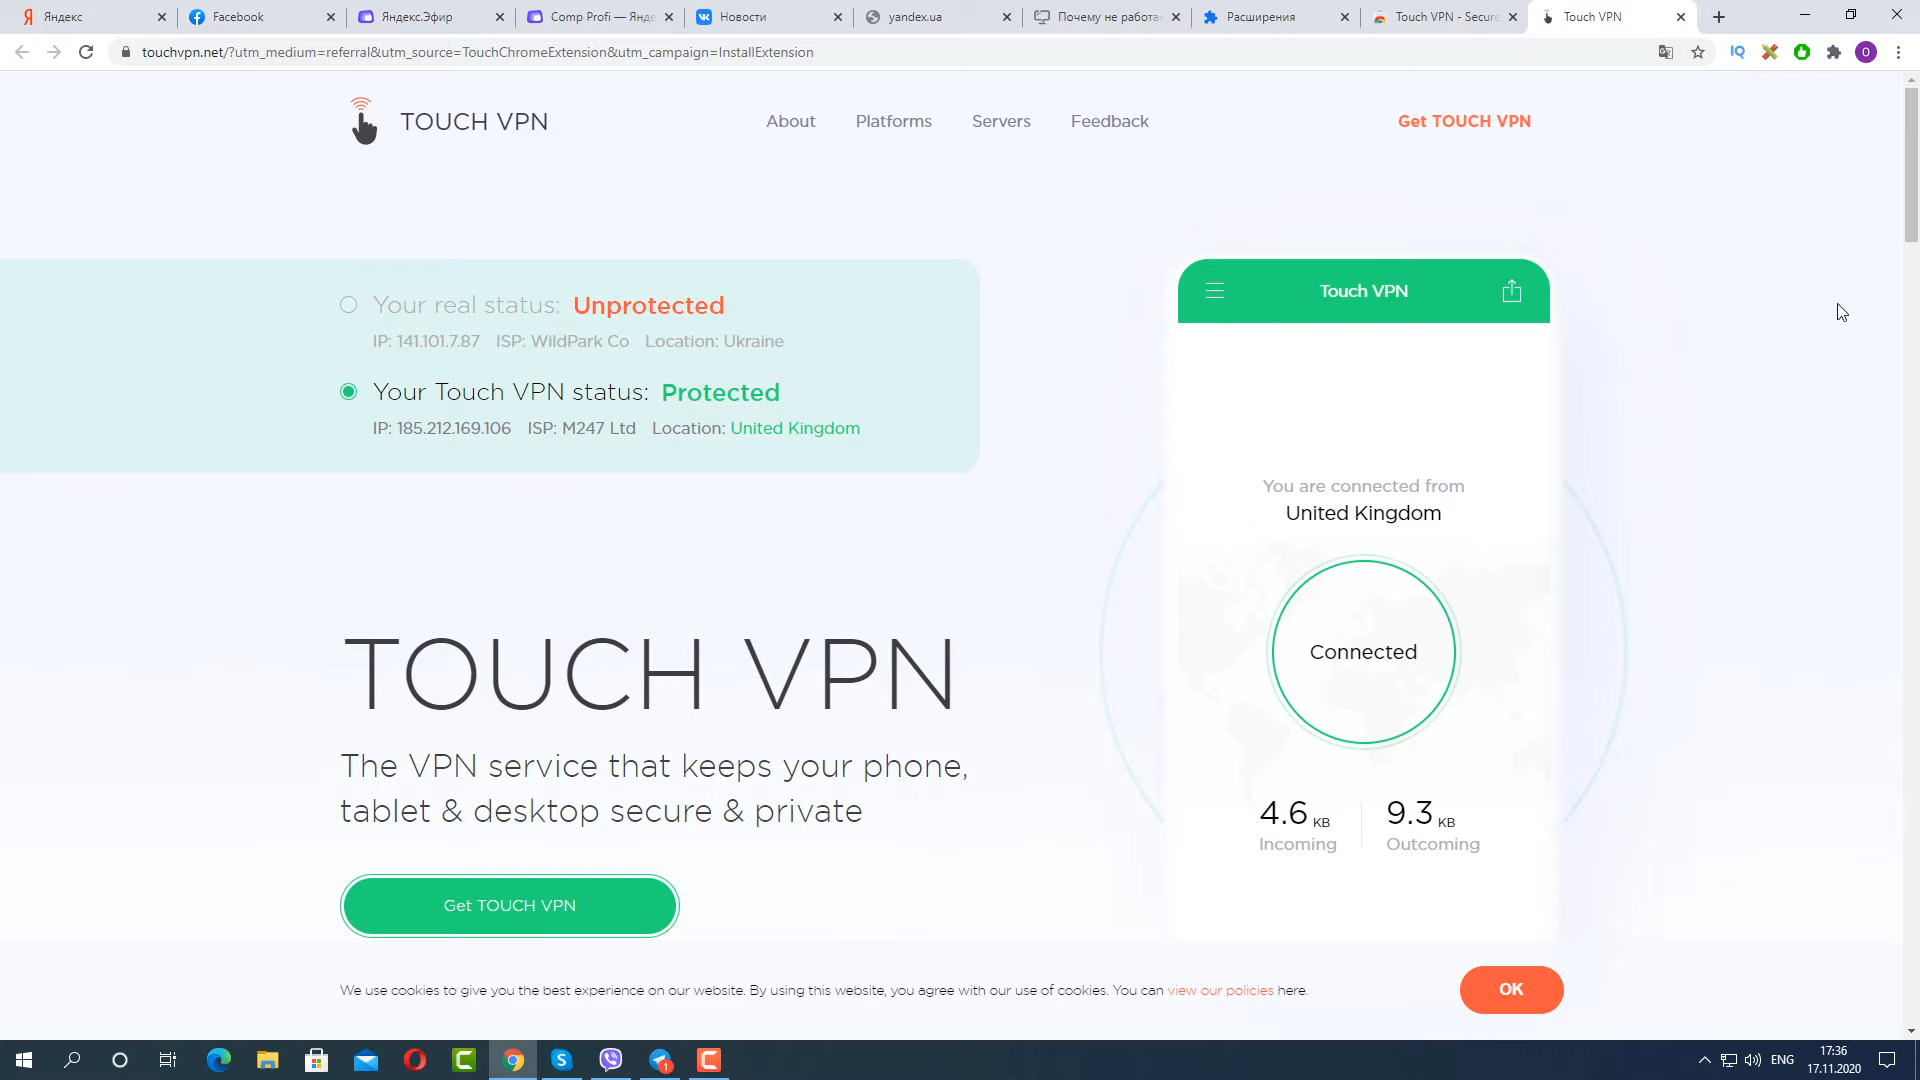 Яндекс
Facebook
Яндекс.Эфир
Comp Profi — Янде
Новости
yandex.ua
Почему не работа
Расширения
Touch VPN - Secure
Touch VPN
touchvpn.net/?utm_medium=referral&utm_source=TouchChromeExtension&utm_campaign=InstallExtension
IQ
O
TOUCH VPN
About
Platforms
Servers
Feedback
Get TOUCH VPN
Your real status: Unprotected
IP: 141.101.7.87 ISP: WildPark Co Location: Ukraine
Your Touch VPN status: Protected
IP: 185.212.169.106 ISP: M247 Ltd Location: United Kingdom
Touch VPN
You are connected from
United Kingdom
Connected
4.6 KB
Incoming
9.3 KB
Outcoming
TOUCH VPN
The VPN service that keeps your phone,
tablet & desktop secure & private
Get TOUCH VPN
We use cookies to give you the best experience on our website. By using this website, you agree with our use of cookies. You can view our policies here.
OK
1
ENG
17:36
17.11.2020